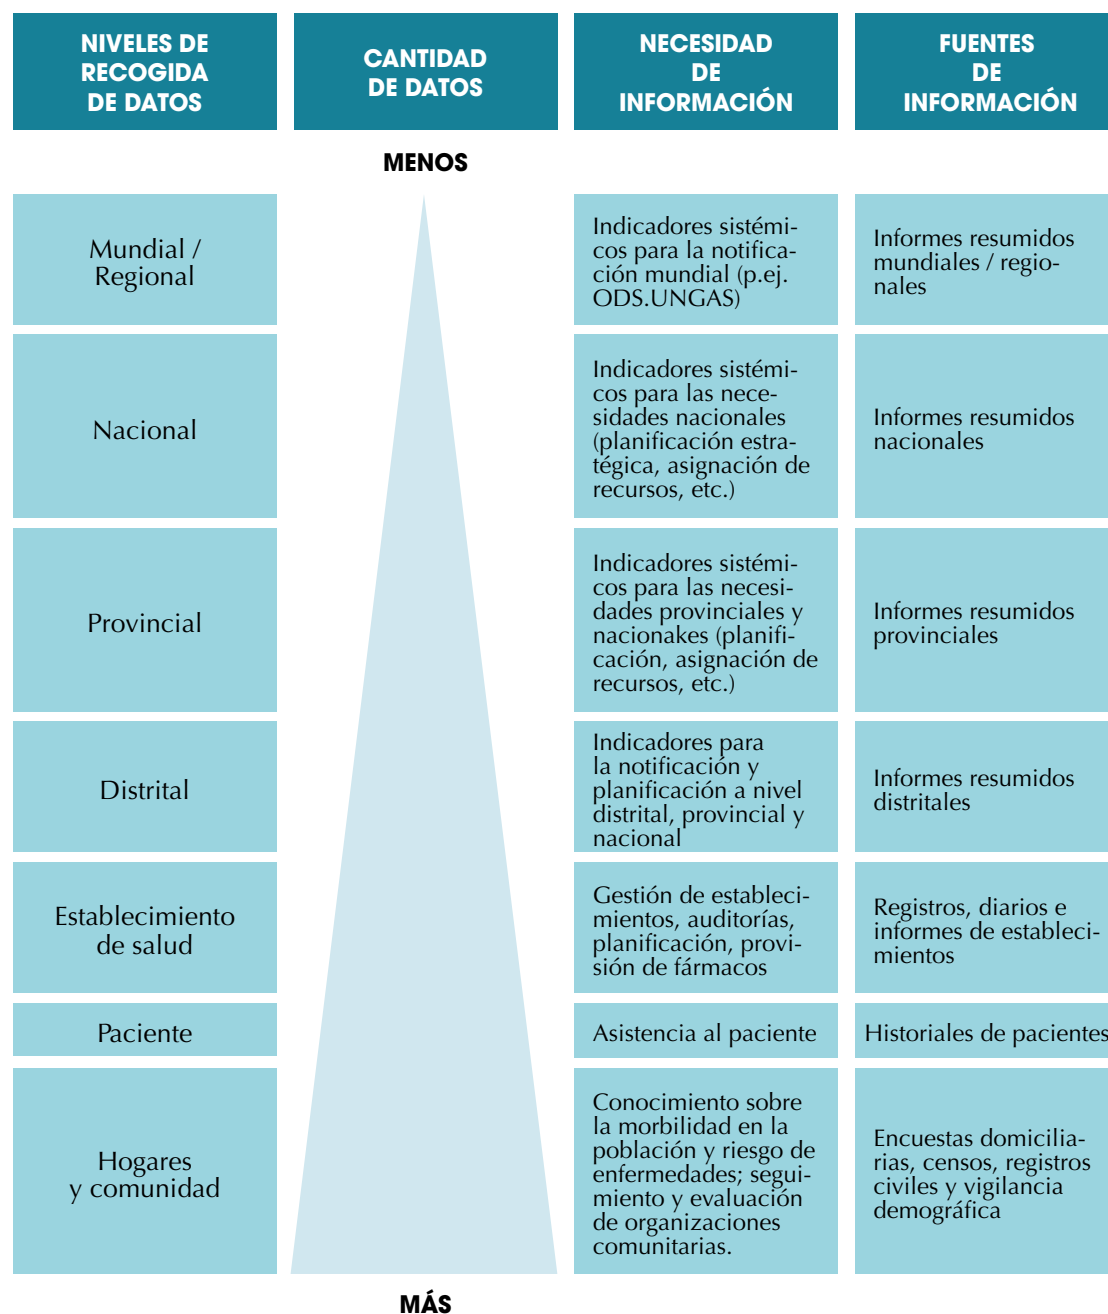 NIVELES DE
RECOGIDA
DE DATOS
CANTIDAD
DE DATOS
NECESIDAD
DE
INFORMACIÓN
FUENTES
DE
INFORMACIÓN
MENOS
Mundial /
Regional
Indicadores sistémi-
cos para la notifica-
ción mundial (p.ej.
ODS.UNGAS)
Informes resumidos
mundiales / regio-
nales
Nacional
Indicadores sistémi-
cos para las nece-
sidades nacionales
(planificación estra-
tégica, asignación de
recursos, etc.)
Informes resumidos
nacionales
Provincial
Indicadores sistémi-
cos para las necesi-
dades provinciales y
nacionakes (planifi-
cación, asignación de
recursos, etc.)
Informes resumidos
provinciales
Distrital
Indicadores para
la notificación y
planificación a nivel
distrital, provincial y
nacional
Informes resumidos
distritales
Establecimiento
de salud
Gestión de estableci-
mientos, auditorías,
planificación, provi-
sión de fármacos
Registros, diarios e
informes de estableci-
mientos
Paciente
Asistencia al paciente
Historiales de pacientes
Hogares
y comunidad
Conocimiento sobre
la morbilidad en la
población y riesgo de
enfermedades; segui-
miento y evaluación
de organizaciones
comunitarias.
Encuestas domicilia-
rias, censos, registros
civiles y vigilancia
demográfica
MÁS